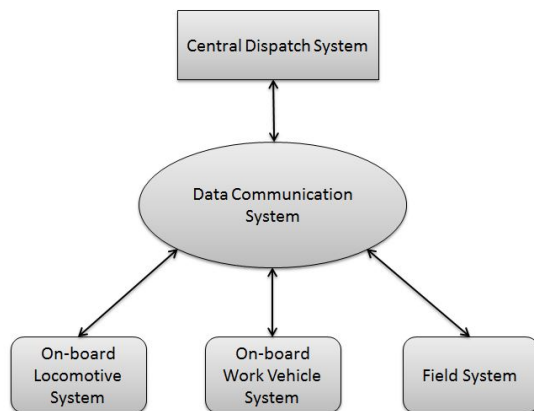 Central Dispatch System
Data Communication
System
On-board
Locomotive
System
On-board
Work Vehicle
System
Field System